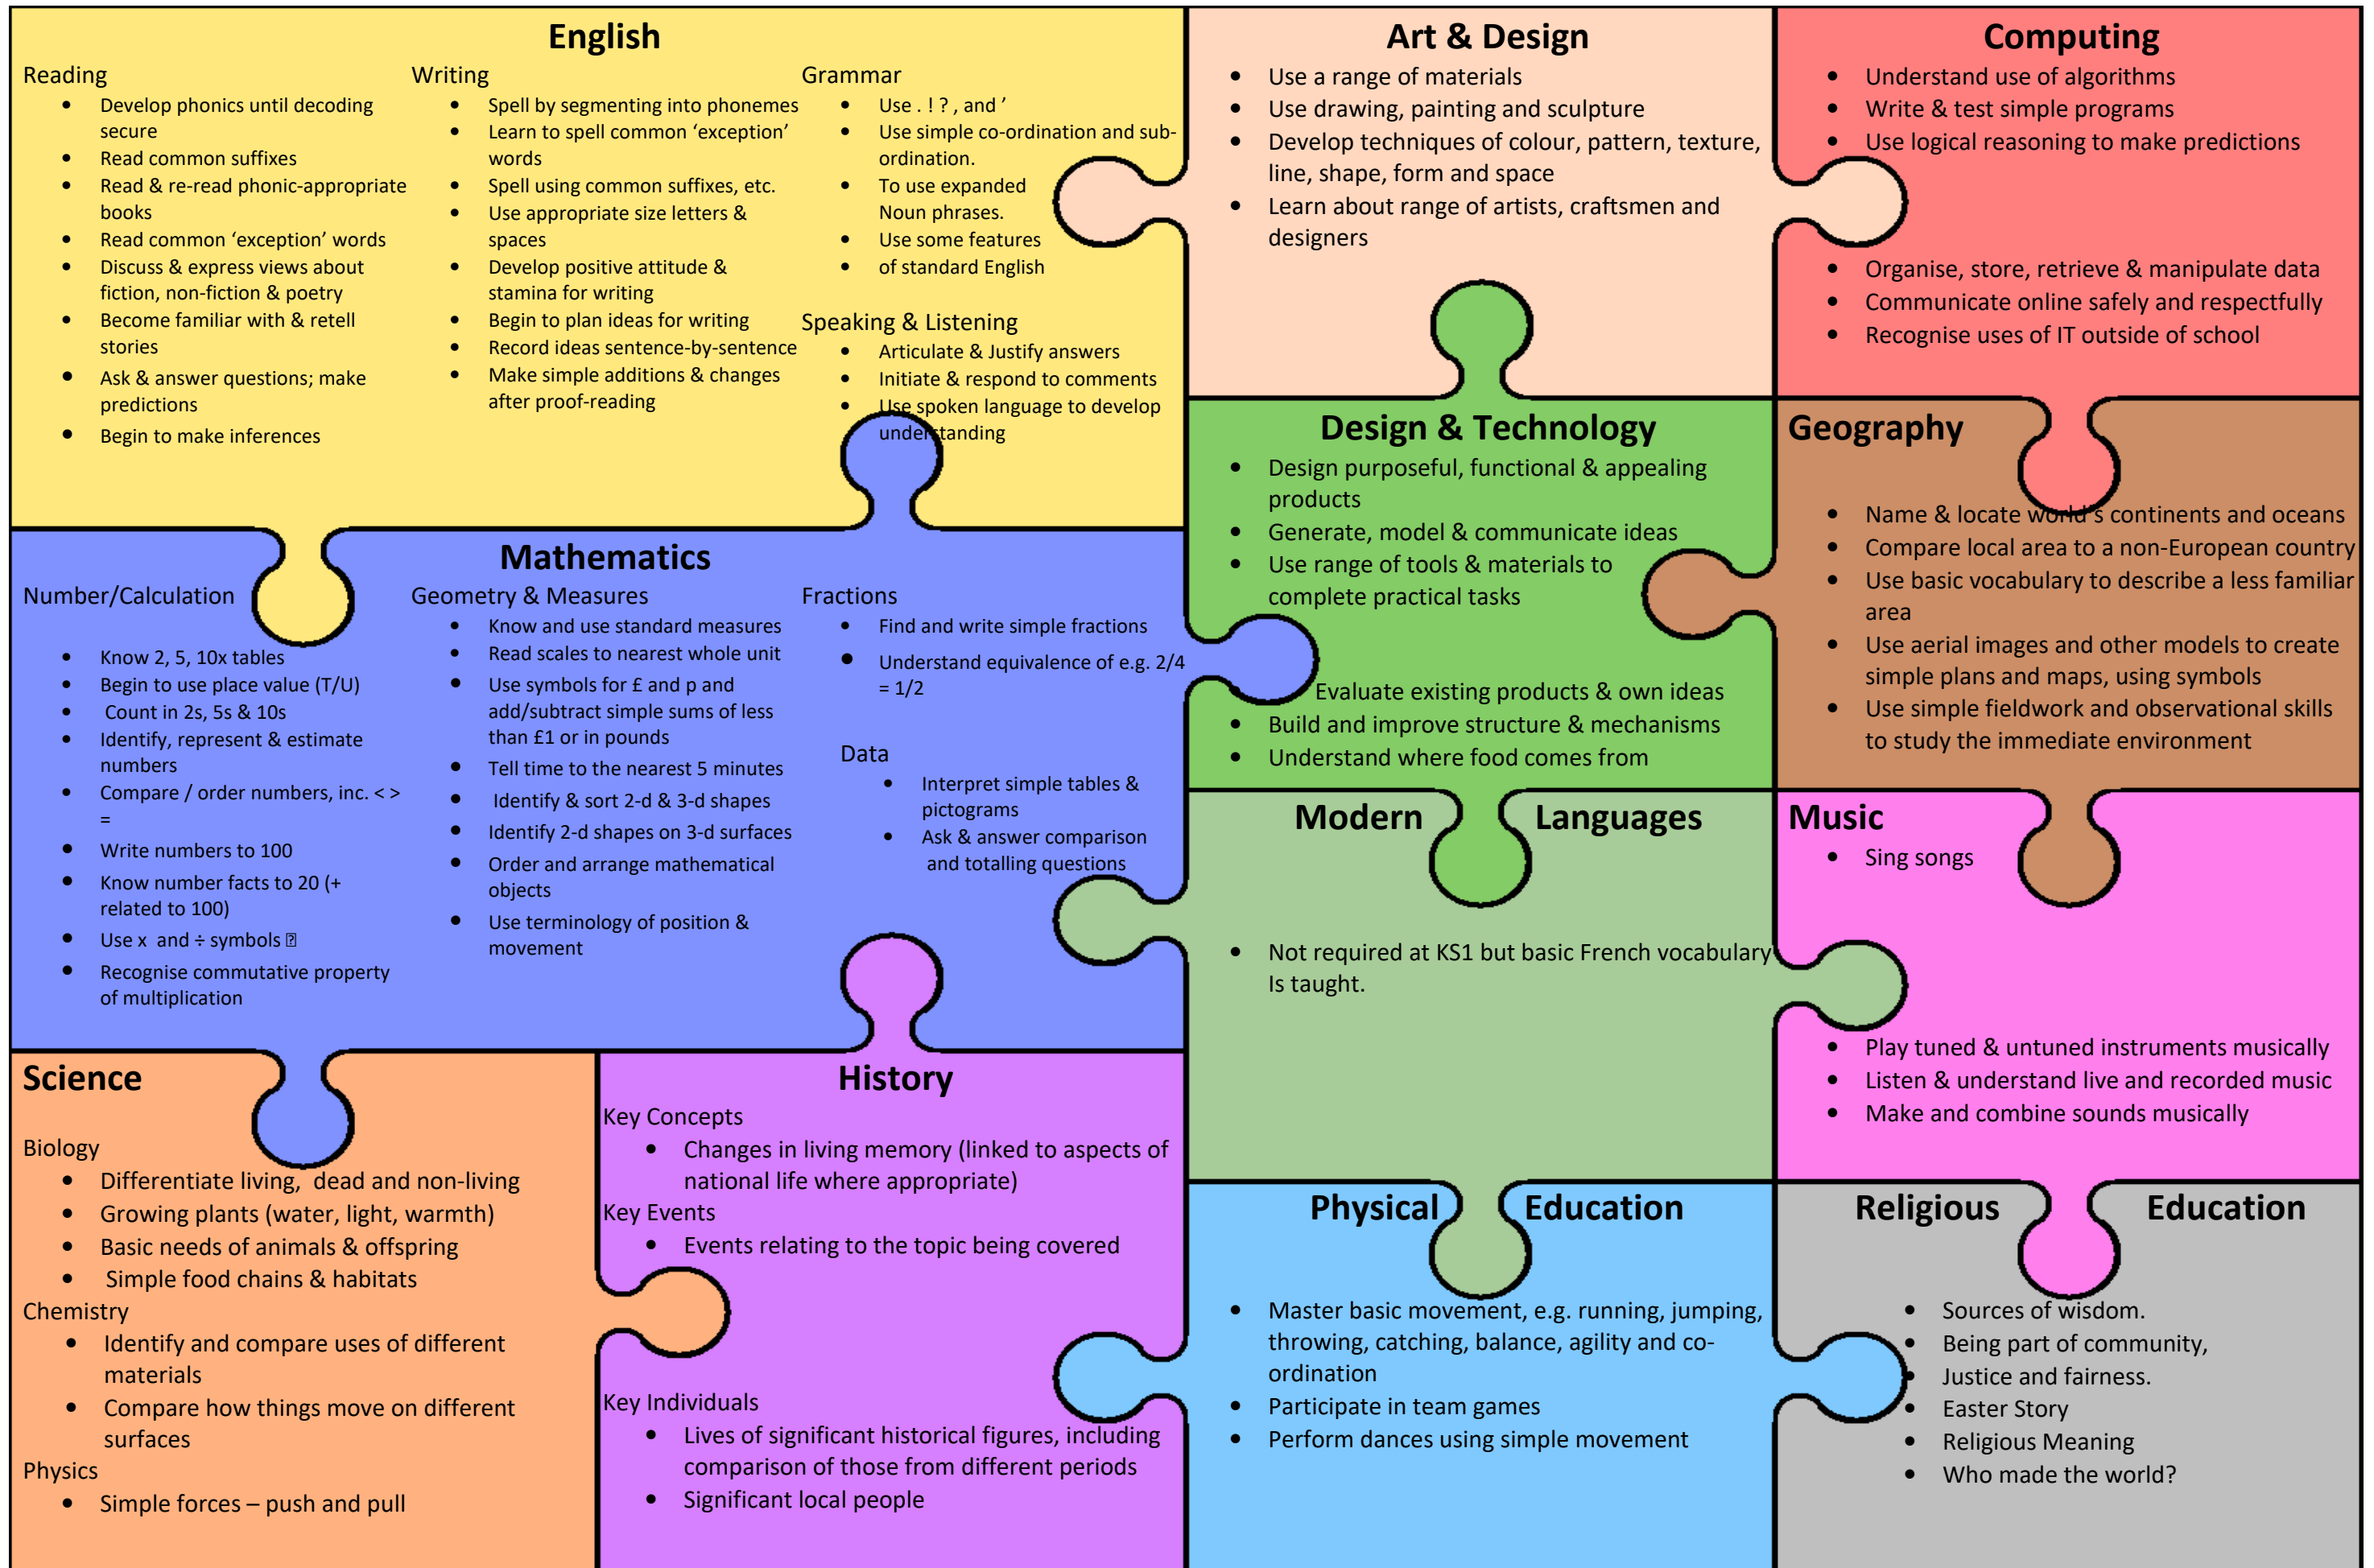 English
Reading
• Develop phonics until decoding
secure
• Read common suffixes
• Read & re-read phonic-appropriate
books
• Read common ‘exception’ words
• Discuss & express views about
fiction, non-fiction & poetry
• Become familiar with & retell
stories
• Ask & answer questions; make
predictions
• Begin to make inferences
Writing
• Spell by segmenting into phonemes
• Learn to spell common ‘exception’
words
• Spell using common suffixes, etc.
• Use appropriate size letters &
spaces
• Develop positive attitude &
stamina for writing
• Begin to plan ideas for writing
• Record ideas sentence-by-sentence
• Make simple additions & changes
after proof-reading
Grammar
• Use . ! ? , and ’
• Use simple co-ordination and sub-
ordination.
• To use expanded
Noun phrases.
• Use some features
• of standard English
Speaking & Listening
• Articulate & Justify answers
• Initiate & respond to comments
• Use spoken language to develop
understanding
Art & Design
• Use a range of materials
• Use drawing, painting and sculpture
• Develop techniques of colour, pattern, texture,
line, shape, form and space
• Learn about range of artists, craftsmen and
designers
Computing
• Understand use of algorithms
• Write & test simple programs
• Use logical reasoning to make predictions
• Organise, store, retrieve & manipulate data
• Communicate online safely and respectfully
• Recognise uses of IT outside of school
Mathematics
Number/Calculation
• Know 2, 5, 10x tables
• Begin to use place value (T/U)
• Count in 2s, 5s & 10s
• Identify, represent & estimate
numbers
• Compare / order numbers, inc. < >
=
• Write numbers to 100
• Know number facts to 20 (+
related to 100)
• Use x and ÷ symbols ⍰
• Recognise commutative property
of multiplication
Geometry & Measures
• Know and use standard measures
• Read scales to nearest whole unit
• Use symbols for £ and p and
add/subtract simple sums of less
than £1 or in pounds
• Tell time to the nearest 5 minutes
• Identify & sort 2-d & 3-d shapes
• Identify 2-d shapes on 3-d surfaces
• Order and arrange mathematical
objects
• Use terminology of position &
movement
Fractions
• Find and write simple fractions
• Understand equivalence of e.g. 2/4
= 1/2
Data
• Interpret simple tables &
pictograms
• Ask & answer comparison
and totalling questions
Design & Technology
• Design purposeful, functional & appealing
products
• Generate, model & communicate ideas
• Use range of tools & materials to
complete practical tasks
Evaluate existing products & own ideas
• Build and improve structure & mechanisms
• Understand where food comes from
Geography
• Name & locate world’s continents and oceans
• Compare local area to a non-European country
• Use basic vocabulary to describe a less familiar
area
• Use aerial images and other models to create
simple plans and maps, using symbols
• Use simple fieldwork and observational skills
to study the immediate environment
Modern Languages
• Not required at KS1 but basic French vocabulary
Is taught.
Music
• Sing songs
• Play tuned & untuned instruments musically
• Listen & understand live and recorded music
• Make and combine sounds musically
Science
Biology
• Differentiate living, dead and non-living
• Growing plants (water, light, warmth)
• Basic needs of animals & offspring
• Simple food chains & habitats
Chemistry
• Identify and compare uses of different
materials
• Compare how things move on different
surfaces
Physics
• Simple forces – push and pull
History
Key Concepts
• Changes in living memory (linked to aspects of
national life where appropriate)
Key Events
• Events relating to the topic being covered
Key Individuals
• Lives of significant historical figures, including
comparison of those from different periods
• Significant local people
Physical Education
• Master basic movement, e.g. running, jumping,
throwing, catching, balance, agility and co-
ordination
• Participate in team games
• Perform dances using simple movement
Religious Education
• Sources of wisdom.
• Being part of community,
• Justice and fairness.
• Easter Story
• Religious Meaning
• Who made the world?